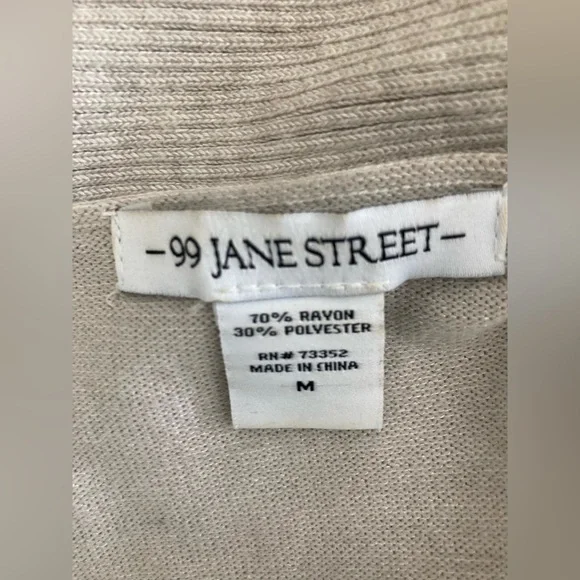 -99 JANE STREET-
70% RAYON
30% POLYESTER
RN# 73352
MADE IN CHINA
M